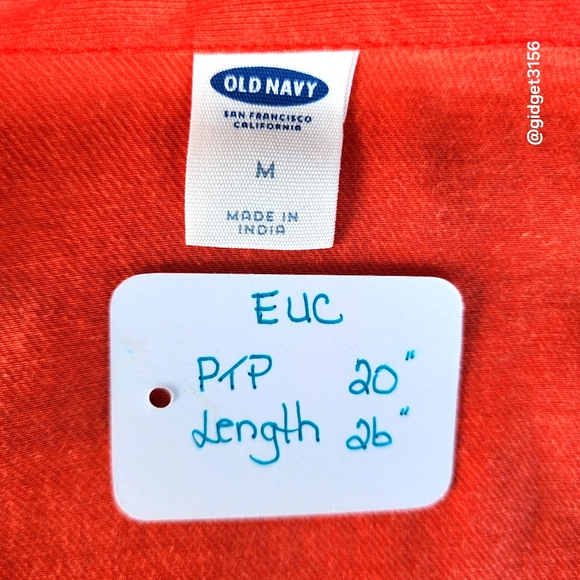 OLD NAVY
SAN FRANCISCO
CALIFORNIA
M
MADE IN
INDIA
EUC
PTP 20"
Length 26"
@gidget3156